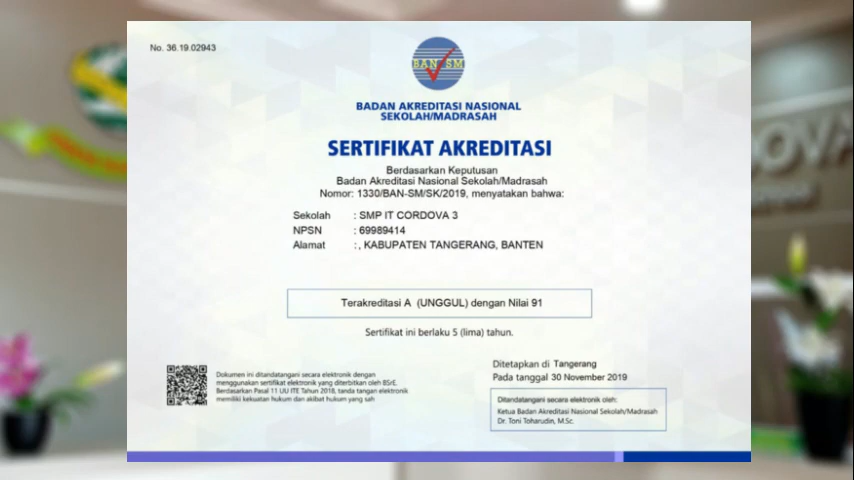 No. 36.19.02943
BAN SM
BADAN AKREDITASI NASIONAL
SEKOLAH/MADRASAH
SERTIFIKAT AKREDITASI
Berdasarkan Keputusan
Badan Akreditasi Nasional Sekolah/Madrasah
Nomor: 1330/BAN-SM/SK/2019, menyatakan bahwa:
Sekolah : SMP IT CORDOVA 3
NPSN : 69989414
Alamat :, KABUPATEN TANGERANG, BANTEN
Terakreditasi A (UNGGUL) dengan Nilai 91
Sertifikat ini berlaku 5 (lima) tahun.
Dokumen ini ditandatangani secara elektronik dengan
menggunakan sertifikat elektronik yang diterbitkan oleh BSrE.
Berdasarkan Pasal 11 UU ITE Tahun 2018, tanda tangan elektronik
memiliki kekuatan hukum dan akibat hukum yang sah
Ditetapkan di Tangerang
Pada tanggal 30 November 2019
Ditandatangani secara elektronik oleh:
Ketua Badan Akreditasi Nasional Sekolah/Madrasah
Dr. Toni Toharudin, M.Sc.